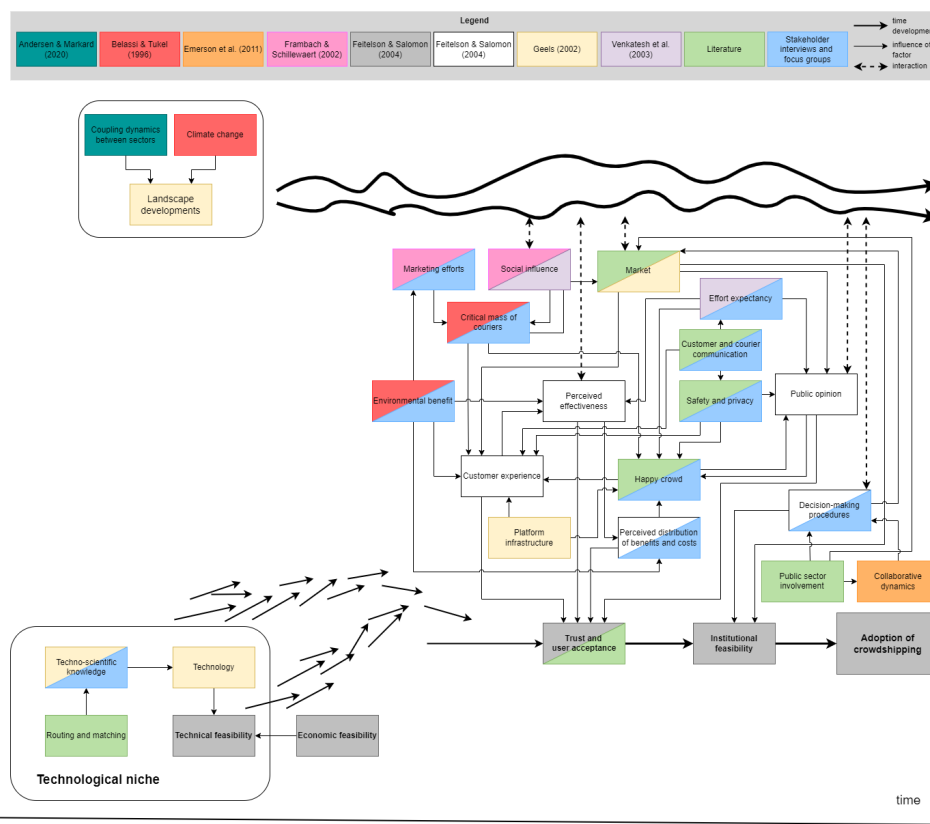 Legend
Andersen & Markard
(2020)
Belassi & Tukel
(1996)
Emerson et al. (2011)
Frambach &
Schillewaert (2002)
Feitelson & Salomon
(2004)
Feitelson & Salomon
(2004)
Geels (2002)
Venkatesh et al.
(2003)
Literature
Stakeholder
interviews and
focus groups
time
development
influence of
factor
interaction
Coupling dynamics
between sectors
Climate change
Landscape
developments
Marketing efforts
Social influence
Market
Effort expectancy
Critical mass of
couriers
Customer and courier
communication
Environmental benefit
Perceived
effectiveness
Safety and privacy
Public opinion
Customer experience
Happy crowd
Decision-making
procedures
Platform
infrastructure
Perceived distribution
of benefits and costs
Public sector
involvement
Collaborative
dynamics
Trust and
user acceptance
Institutional
feasibility
Adoption of
crowdshipping
Techno-scientific
knowledge
Technology
Routing and matching
Technical feasibility
Economic feasibility
Technological niche
time